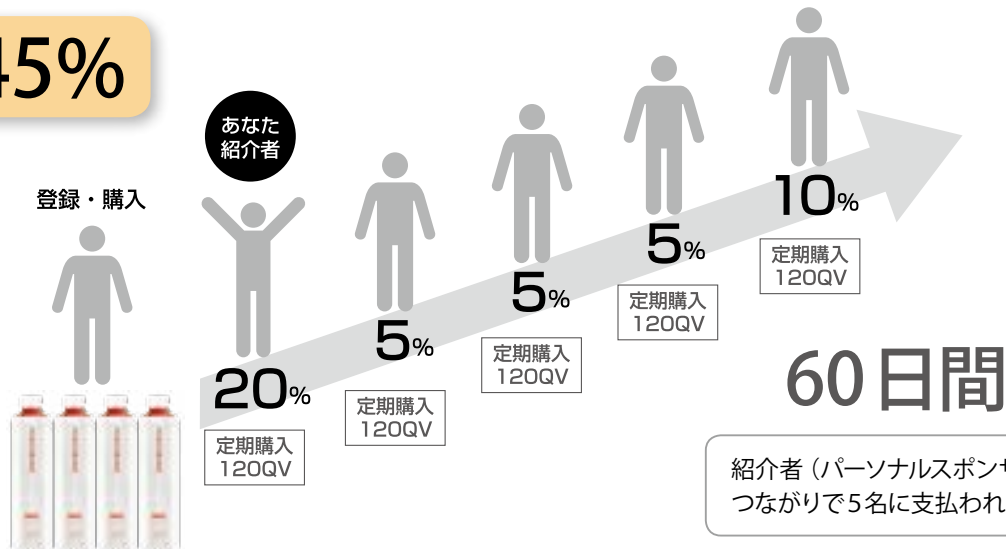 45%
あなた
紹介者
登録・購入
20%
定期購入
120QV
5%
定期購入
120QV
5%
定期購入
120QV
5%
定期購入
120QV
10%
定期購入
120QV
60日間
紹介者（パーソナルスポンサ
つながりで5名に支払われ